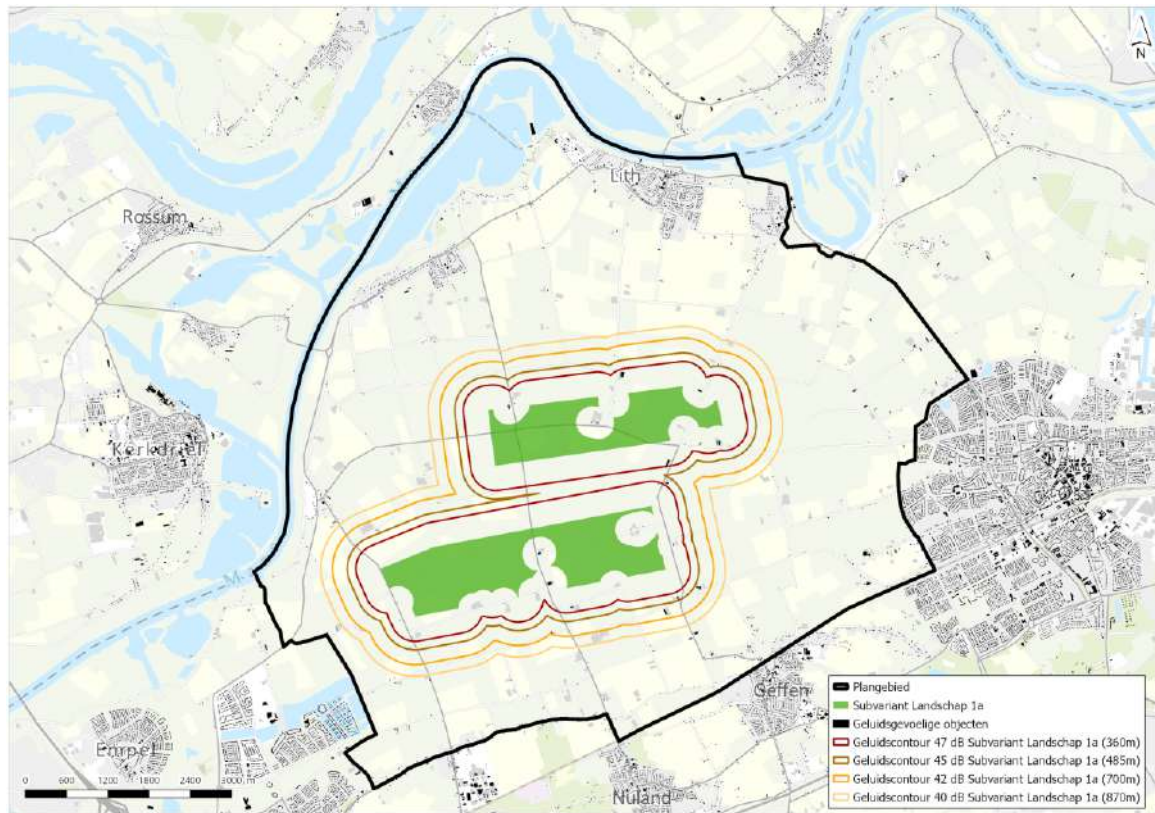 N
Lith
Rossum
Kerkdriel
Oss
M
Geffen
Empel
Nuland
0 600 1200 1800 2400 3000 m
Plangebied
Subvariant Landschap 1a
Geluidsgevoelige objecten
Geluidscontour 47 dB Subvariant Landschap 1a (360m)
Geluidscontour 45 dB Subvariant Landschap 1a (485m)
Geluidscontour 42 dB Subvariant Landschap 1a (700m)
Geluidscontour 40 dB Subvariant Landschap 1a (870m)